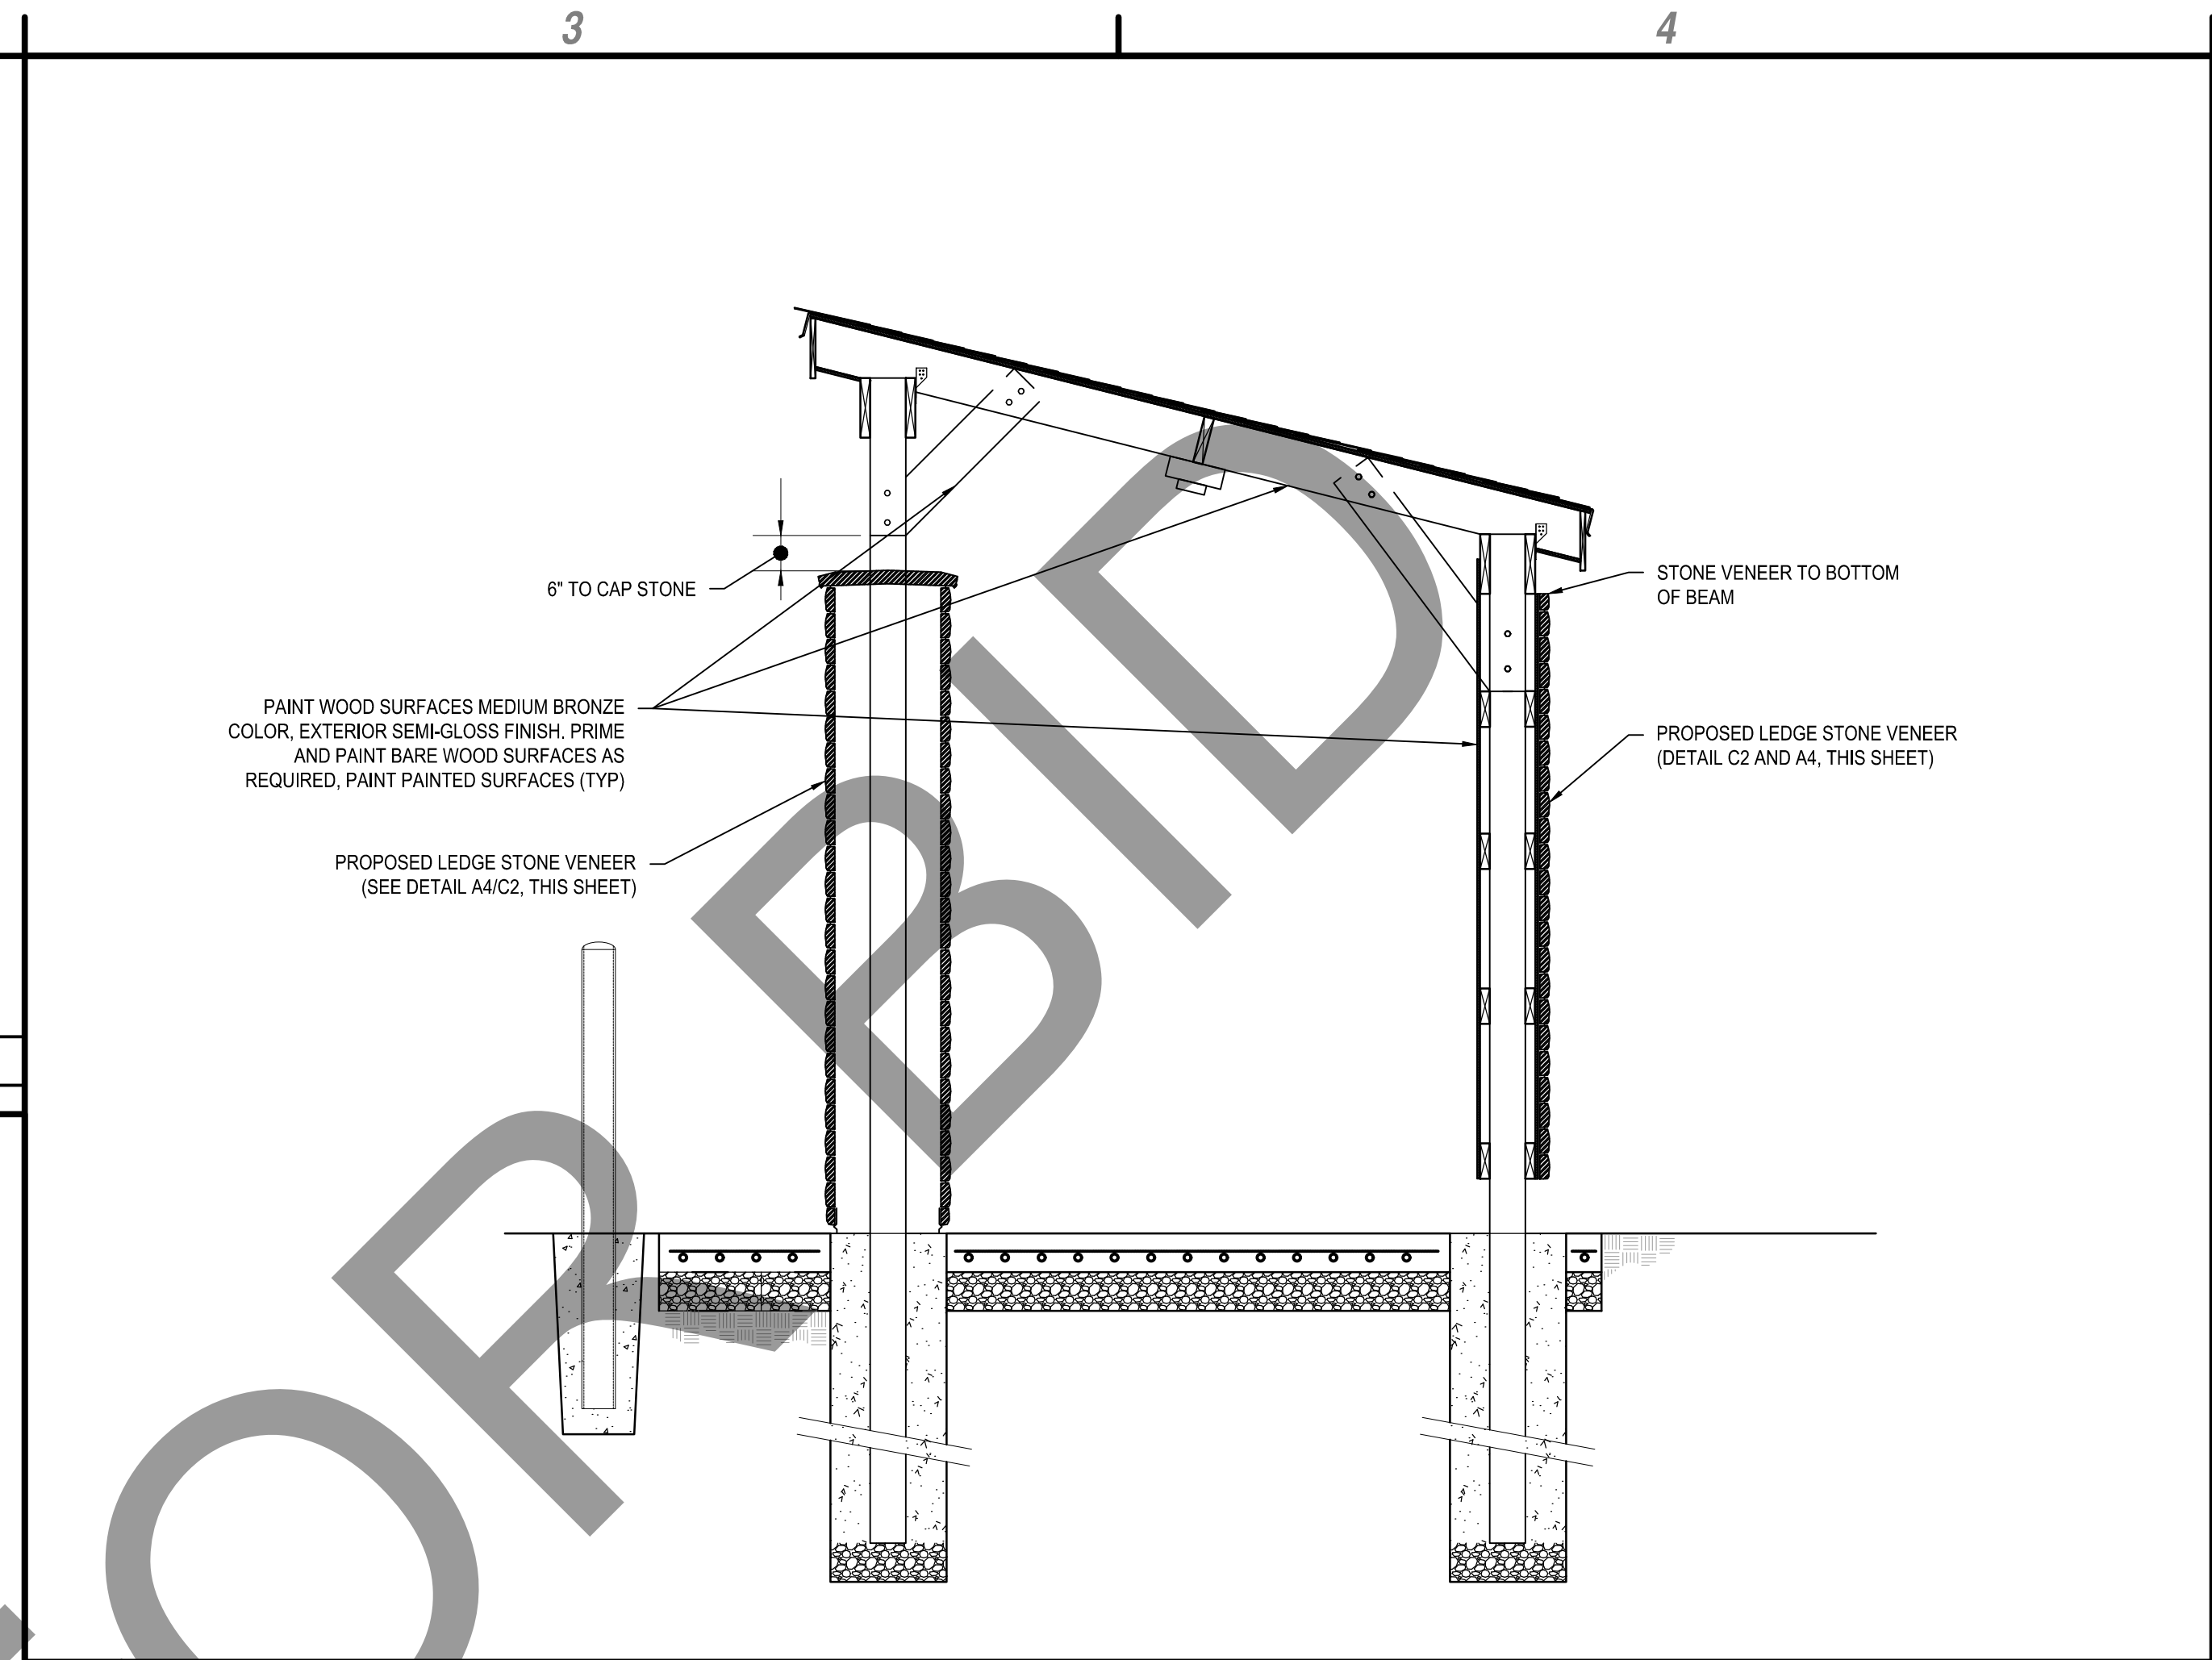 3
4
6" TO CAP STONE
STONE VENEER TO BOTTOM
OF BEAM
PAINT WOOD SURFACES MEDIUM BRONZE
COLOR, EXTERIOR SEMI-GLOSS FINISH. PRIME
AND PAINT BARE WOOD SURFACES AS
REQUIRED, PAINT PAINTED SURFACES (TYP)
PROPOSED LEDGE STONE VENEER
(DETAIL C2 AND A4, THIS SHEET)
PROPOSED LEDGE STONE VENEER
(SEE DETAIL A4/C2, THIS SHEET)
OR BID